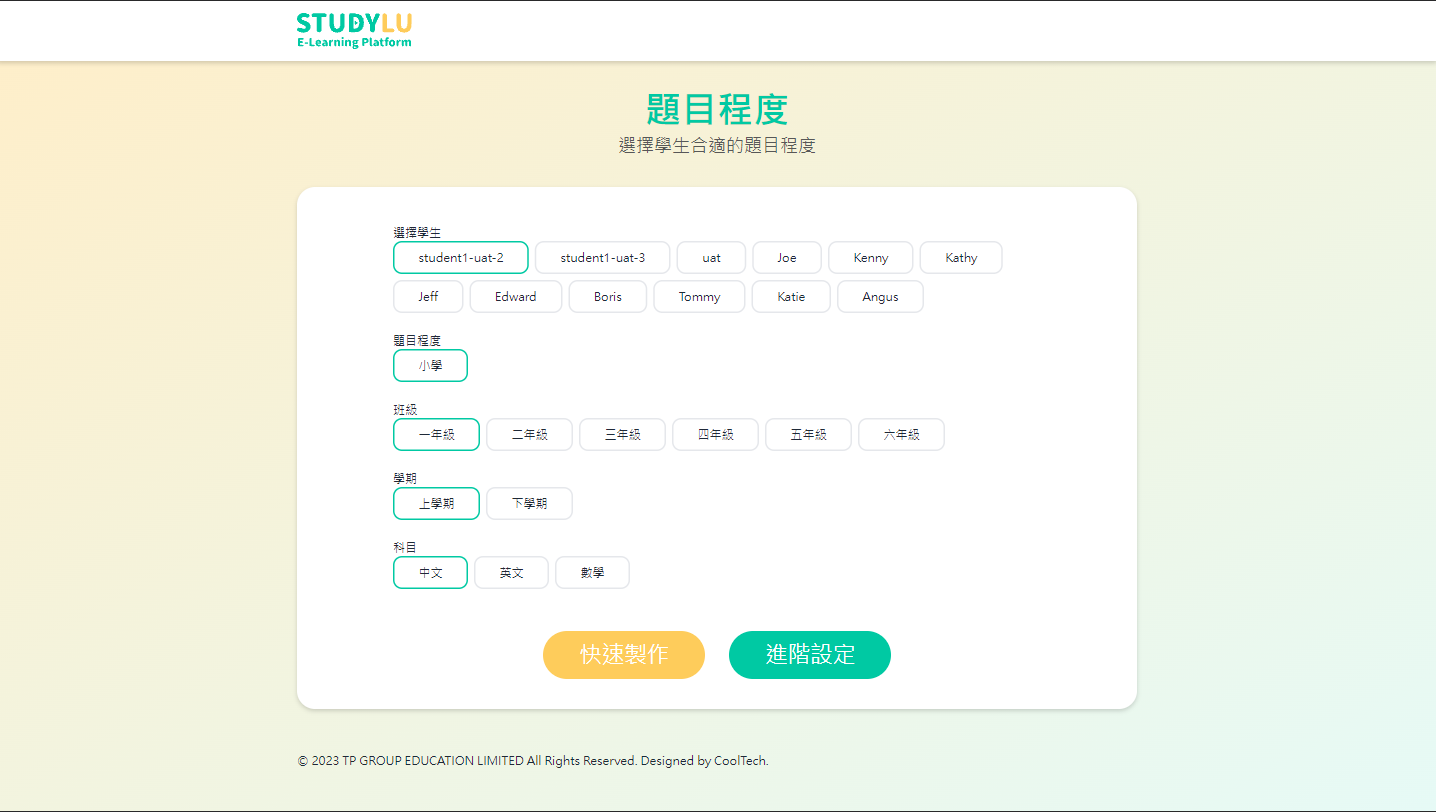 STUDYLU
E-Learning Platform
題目程度
選擇學生合適的題目程度
選擇學生
student1-uat-2 student1-uat-3 uat Joe Kenny Kathy
Jeff Edward Boris Tommy Katie Angus
題目程度
小學
班級
一年級 二年級 三年級 四年級 五年級 六年級
學期
上學期 下學期
科目
中文 英文 數學
快速製作 進階設定
© 2023 TP GROUP EDUCATION LIMITED All Rights Reserved. Designed by CoolTech.